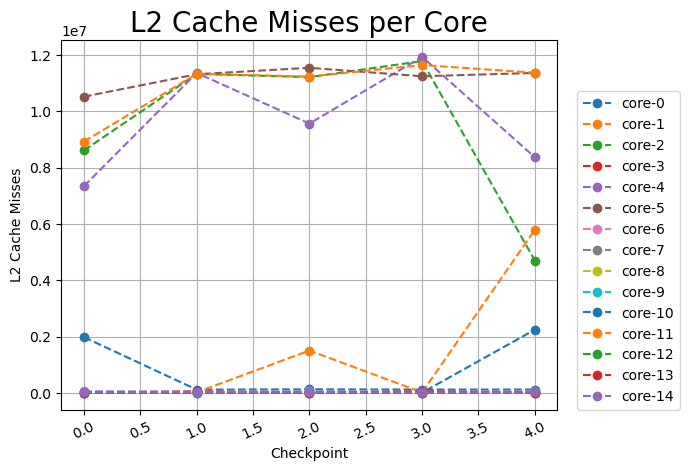 L2 Cache Misses per Core
1e7
1.2
1.0
0.8
0.6
0.4
0.2
0.0
L2 Cache Misses
0.0
0.5
1.0
1.5
2.0
2.5
3.0
3.5
4.0
Checkpoint
core-0
core-1
core-2
core-3
core-4
core-5
core-6
core-7
core-8
core-9
core-10
core-11
core-12
core-13
core-14